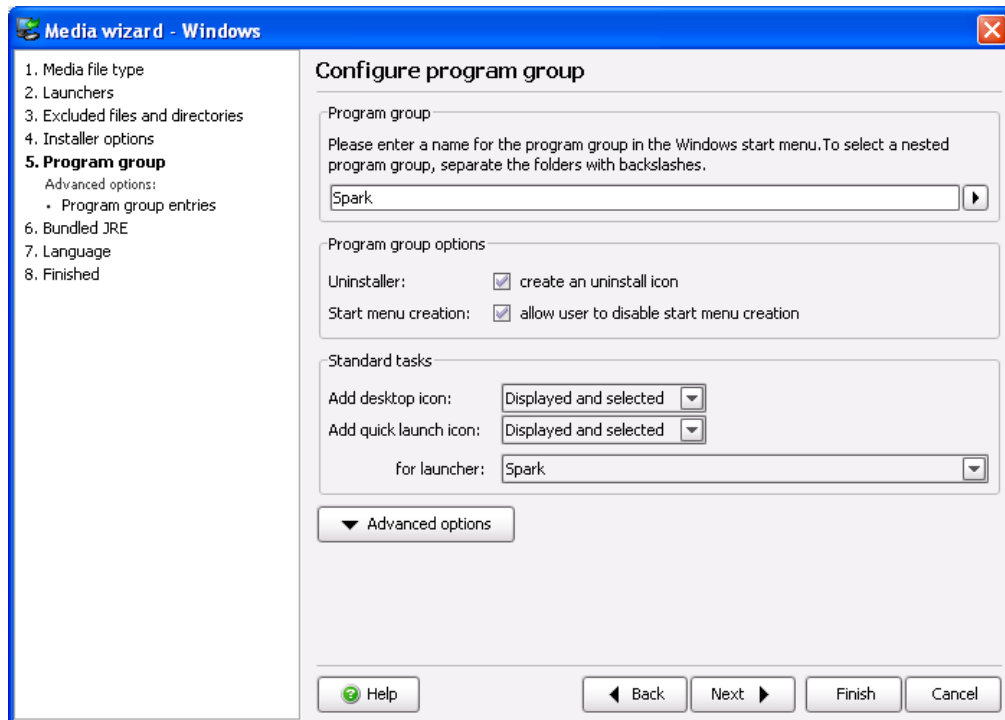 Media wizard - Windows
1. Media file type
2. Launchers
3. Excluded files and directories
4. Installer options
5. Program group
Advanced options:
• Program group entries
6. Bundled JRE
7. Language
8. Finished
Configure program group
Program group
Please enter a name for the program group in the Windows start menu.To select a nested
program group, separate the folders with backslashes.
Spark
Program group options
Uninstaller: create an uninstall icon
Start menu creation: allow user to disable start menu creation
Standard tasks
Add desktop icon: Displayed and selected
Add quick launch icon: Displayed and selected
for launcher: Spark
Advanced options
Help Back Next Finish Cancel